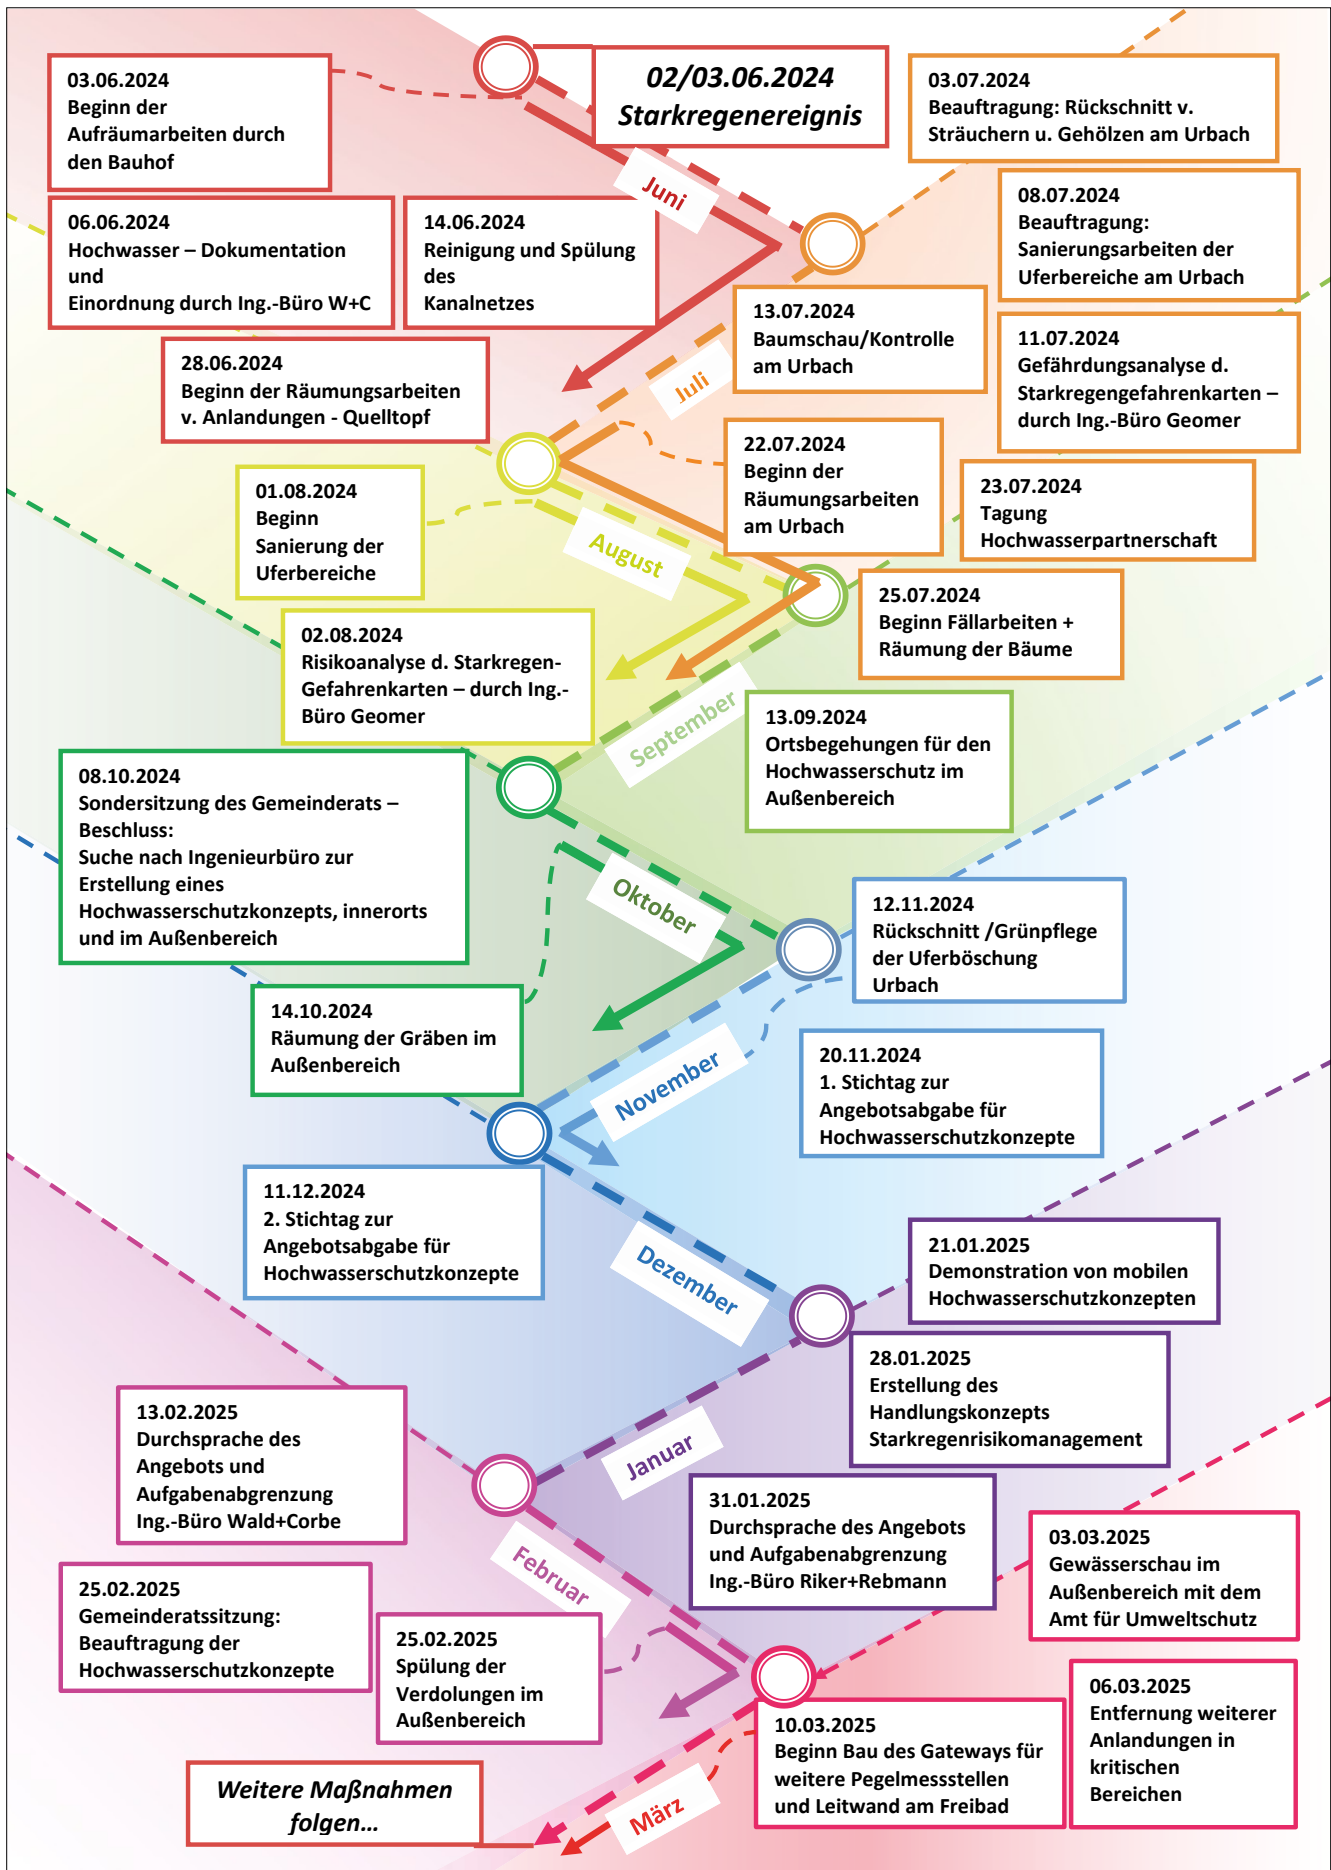 02/03.06.2024
Starkregenereignis
03.06.2024
Beginn der
Aufräumarbeiten durch
den Bauhof
06.06.2024
Hochwasser – Dokumentation
und
Einordnung durch Ing.-Büro W+C
14.06.2024
Reinigung und Spülung
des
Kanalnetzes
28.06.2024
Beginn der Räumungsarbeiten
v. Anlandungen - Quelltopf
Juni
03.07.2024
Beauftragung: Rückschnitt v.
Sträuchern u. Gehölzen am Urbach
08.07.2024
Beauftragung:
Sanierungsarbeiten der
Uferbereiche am Urbach
13.07.2024
Baumschau/Kontrolle
am Urbach
11.07.2024
Gefährdungsanalyse d.
Starkregengefahrenkarten –
durch Ing.-Büro Geomer
Juli
22.07.2024
Beginn der
Räumungsarbeiten
am Urbach
23.07.2024
Tagung
Hochwasserpartnerschaft
25.07.2024
Beginn Fällarbeiten +
Räumung der Bäume
01.08.2024
Beginn
Sanierung der
Uferbereiche
August
02.08.2024
Risikoanalyse d. Starkregen-
Gefahrenkarten – durch Ing.-
Büro Geomer
September
13.09.2024
Ortsbegehungen für den
Hochwasserschutz im
Außenbereich
08.10.2024
Sondersitzung des Gemeinderats –
Beschluss:
Suche nach Ingenieurbüro zur
Erstellung eines
Hochwasserschutzkonzepts, innerorts
und im Außenbereich
Oktober
14.10.2024
Räumung der Gräben im
Außenbereich
12.11.2024
Rückschnitt /Grünpflege
der Uferböschung
Urbach
November
20.11.2024
1. Stichtag zur
Angebotsabgabe für
Hochwasserschutzkonzepte
11.12.2024
2. Stichtag zur
Angebotsabgabe für
Hochwasserschutzkonzepte
Dezember
21.01.2025
Demonstration von mobilen
Hochwasserschutzkonzepten
28.01.2025
Erstellung des
Handlungskonzepts
Starkregenrisikomanagement
Januar
31.01.2025
Durchsprache des Angebots
und Aufgabenabgrenzung
Ing.-Büro Riker+Rebmann
13.02.2025
Durchsprache des
Angebots und
Aufgabenabgrenzung
Ing.-Büro Wald+Corbe
Februar
25.02.2025
Gemeinderatssitzung:
Beauftragung der
Hochwasserschutzkonzepte
25.02.2025
Spülung der
Verdolungen im
Außenbereich
03.03.2025
Gewässerschau im
Außenbereich mit dem
Amt für Umweltschutz
06.03.2025
Entfernung weiterer
Anlandungen in
kritischen
Bereichen
10.03.2025
Beginn Bau des Gateways für
weitere Pegelmessstellen
und Leitwand am Freibad
März
Weitere Maßnahmen
folgen…